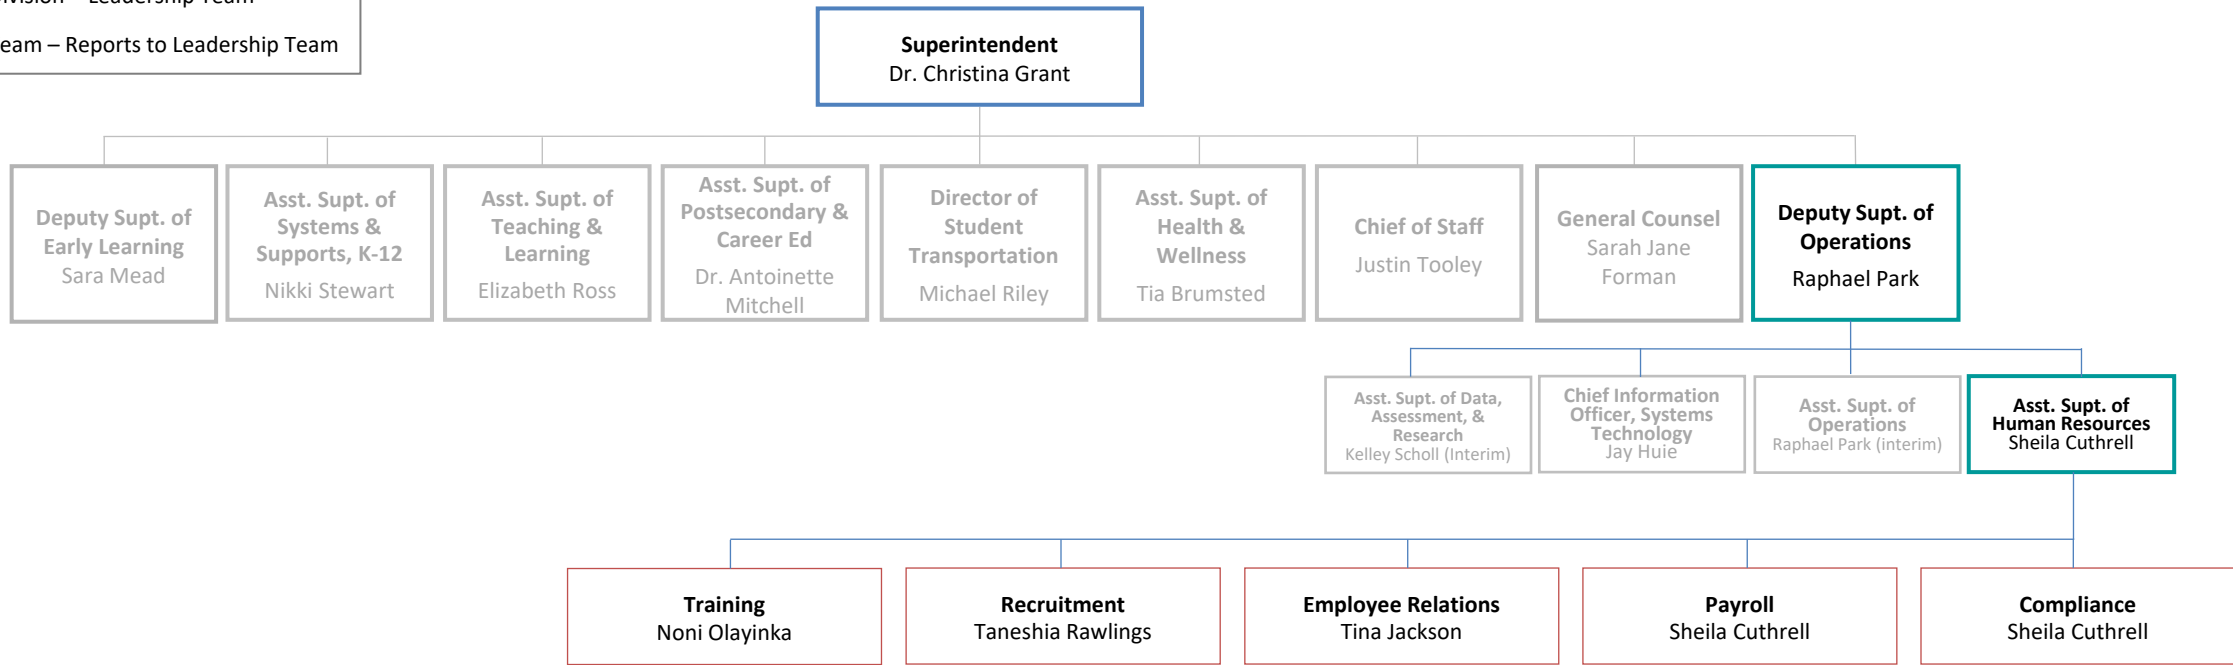 – Leadership Team
– Reports to Leadership Team
Superintendent
Dr. Christina Grant
Deputy Supt. of
Early Learning
Sara Mead
Asst. Supt. of
Systems &
Supports, K-12
Nikki Stewart
Asst. Supt. of
Teaching &
Learning
Elizabeth Ross
Asst. Supt. of
Postsecondary &
Career Ed
Dr. Antoinette
Mitchell
Director of
Student
Transportation
Michael Riley
Asst. Supt. of
Health &
Wellness
Tia Brumsted
Chief of Staff
Justin Tooley
General Counsel
Sarah Jane
Forman
Deputy Supt. of
Operations
Raphael Park
Asst. Supt. of Data,
Assessment, &
Research
Kelley Scholl (Interim)
Chief Information
Officer, Systems
Technology
Jay Huie
Asst. Supt. of
Operations
Raphael Park (interim)
Asst. Supt. of
Human Resources
Sheila Cuthrell
Training
Noni Olayinka
Recruitment
Taneshia Rawlings
Employee Relations
Tina Jackson
Payroll
Sheila Cuthrell
Compliance
Sheila Cuthrell